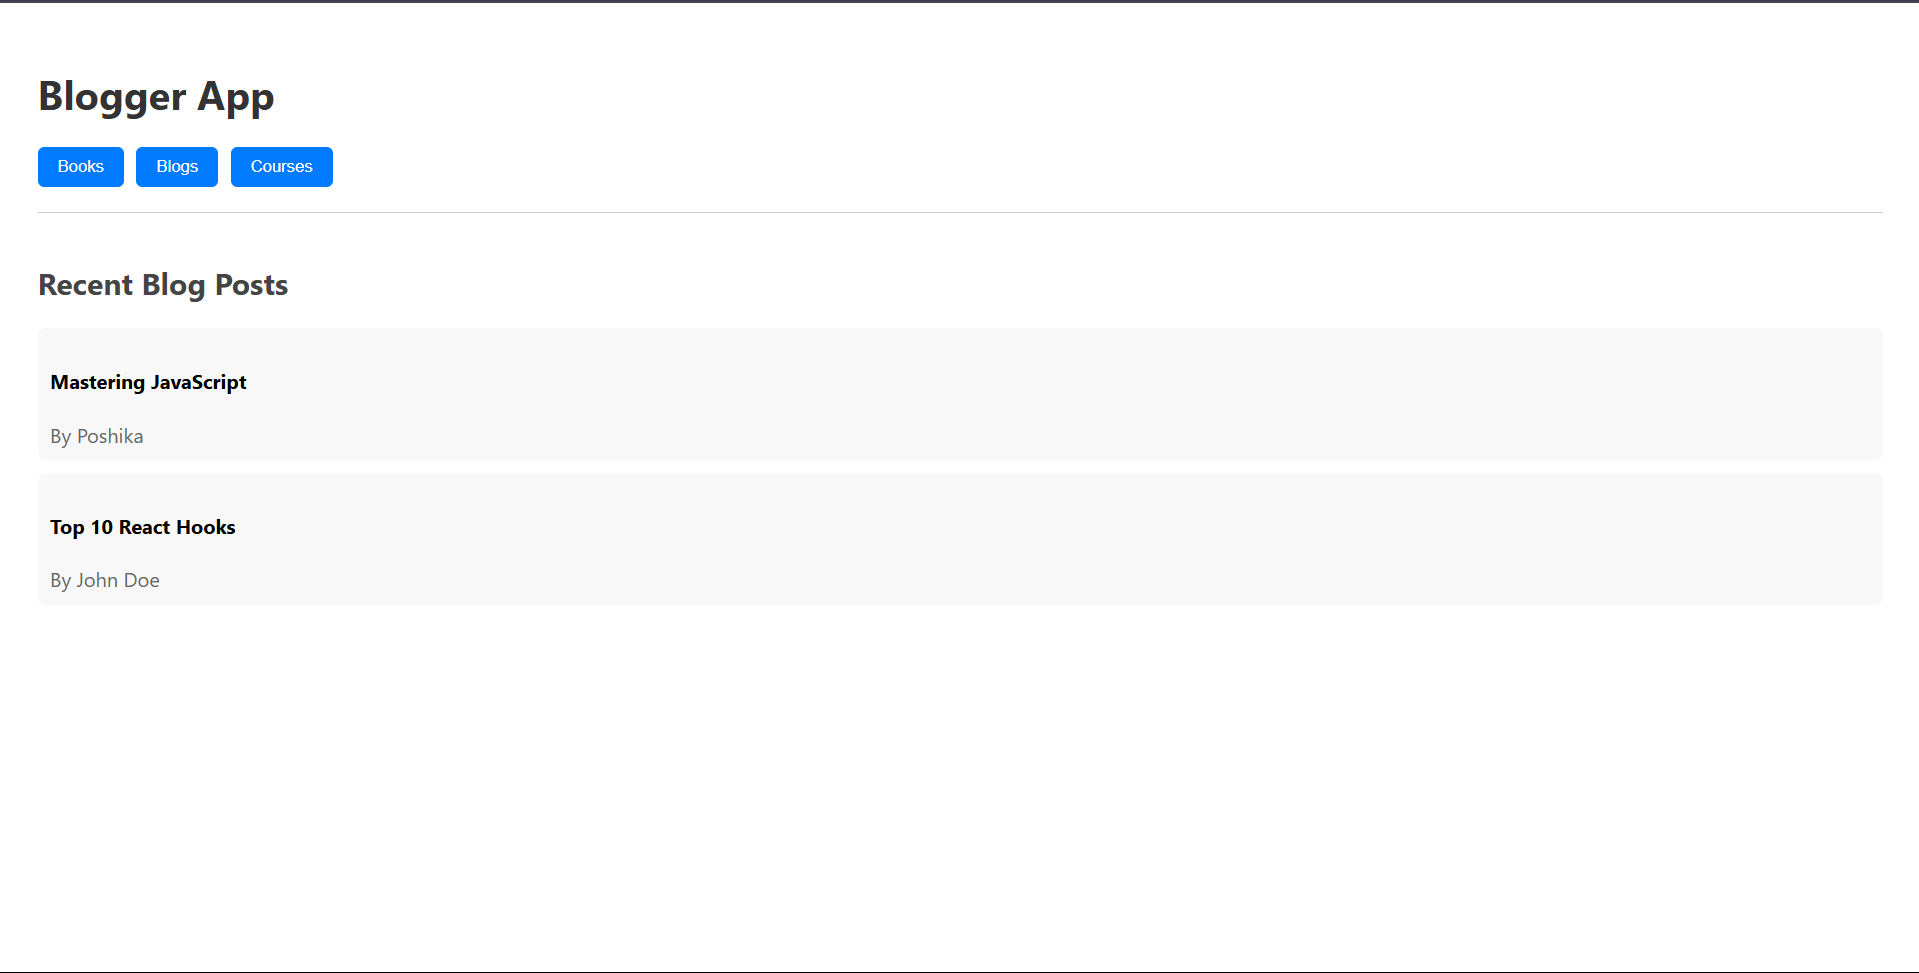 Blogger App
Books Blogs Courses
Recent Blog Posts
Mastering JavaScript
By Poshika
Top 10 React Hooks
By John Doe